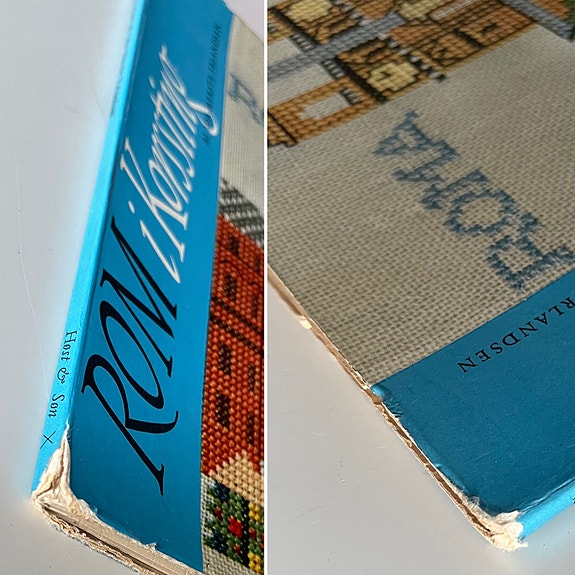 ROM i Korssting
Høst & Søn
ROMA
RLANDSEN